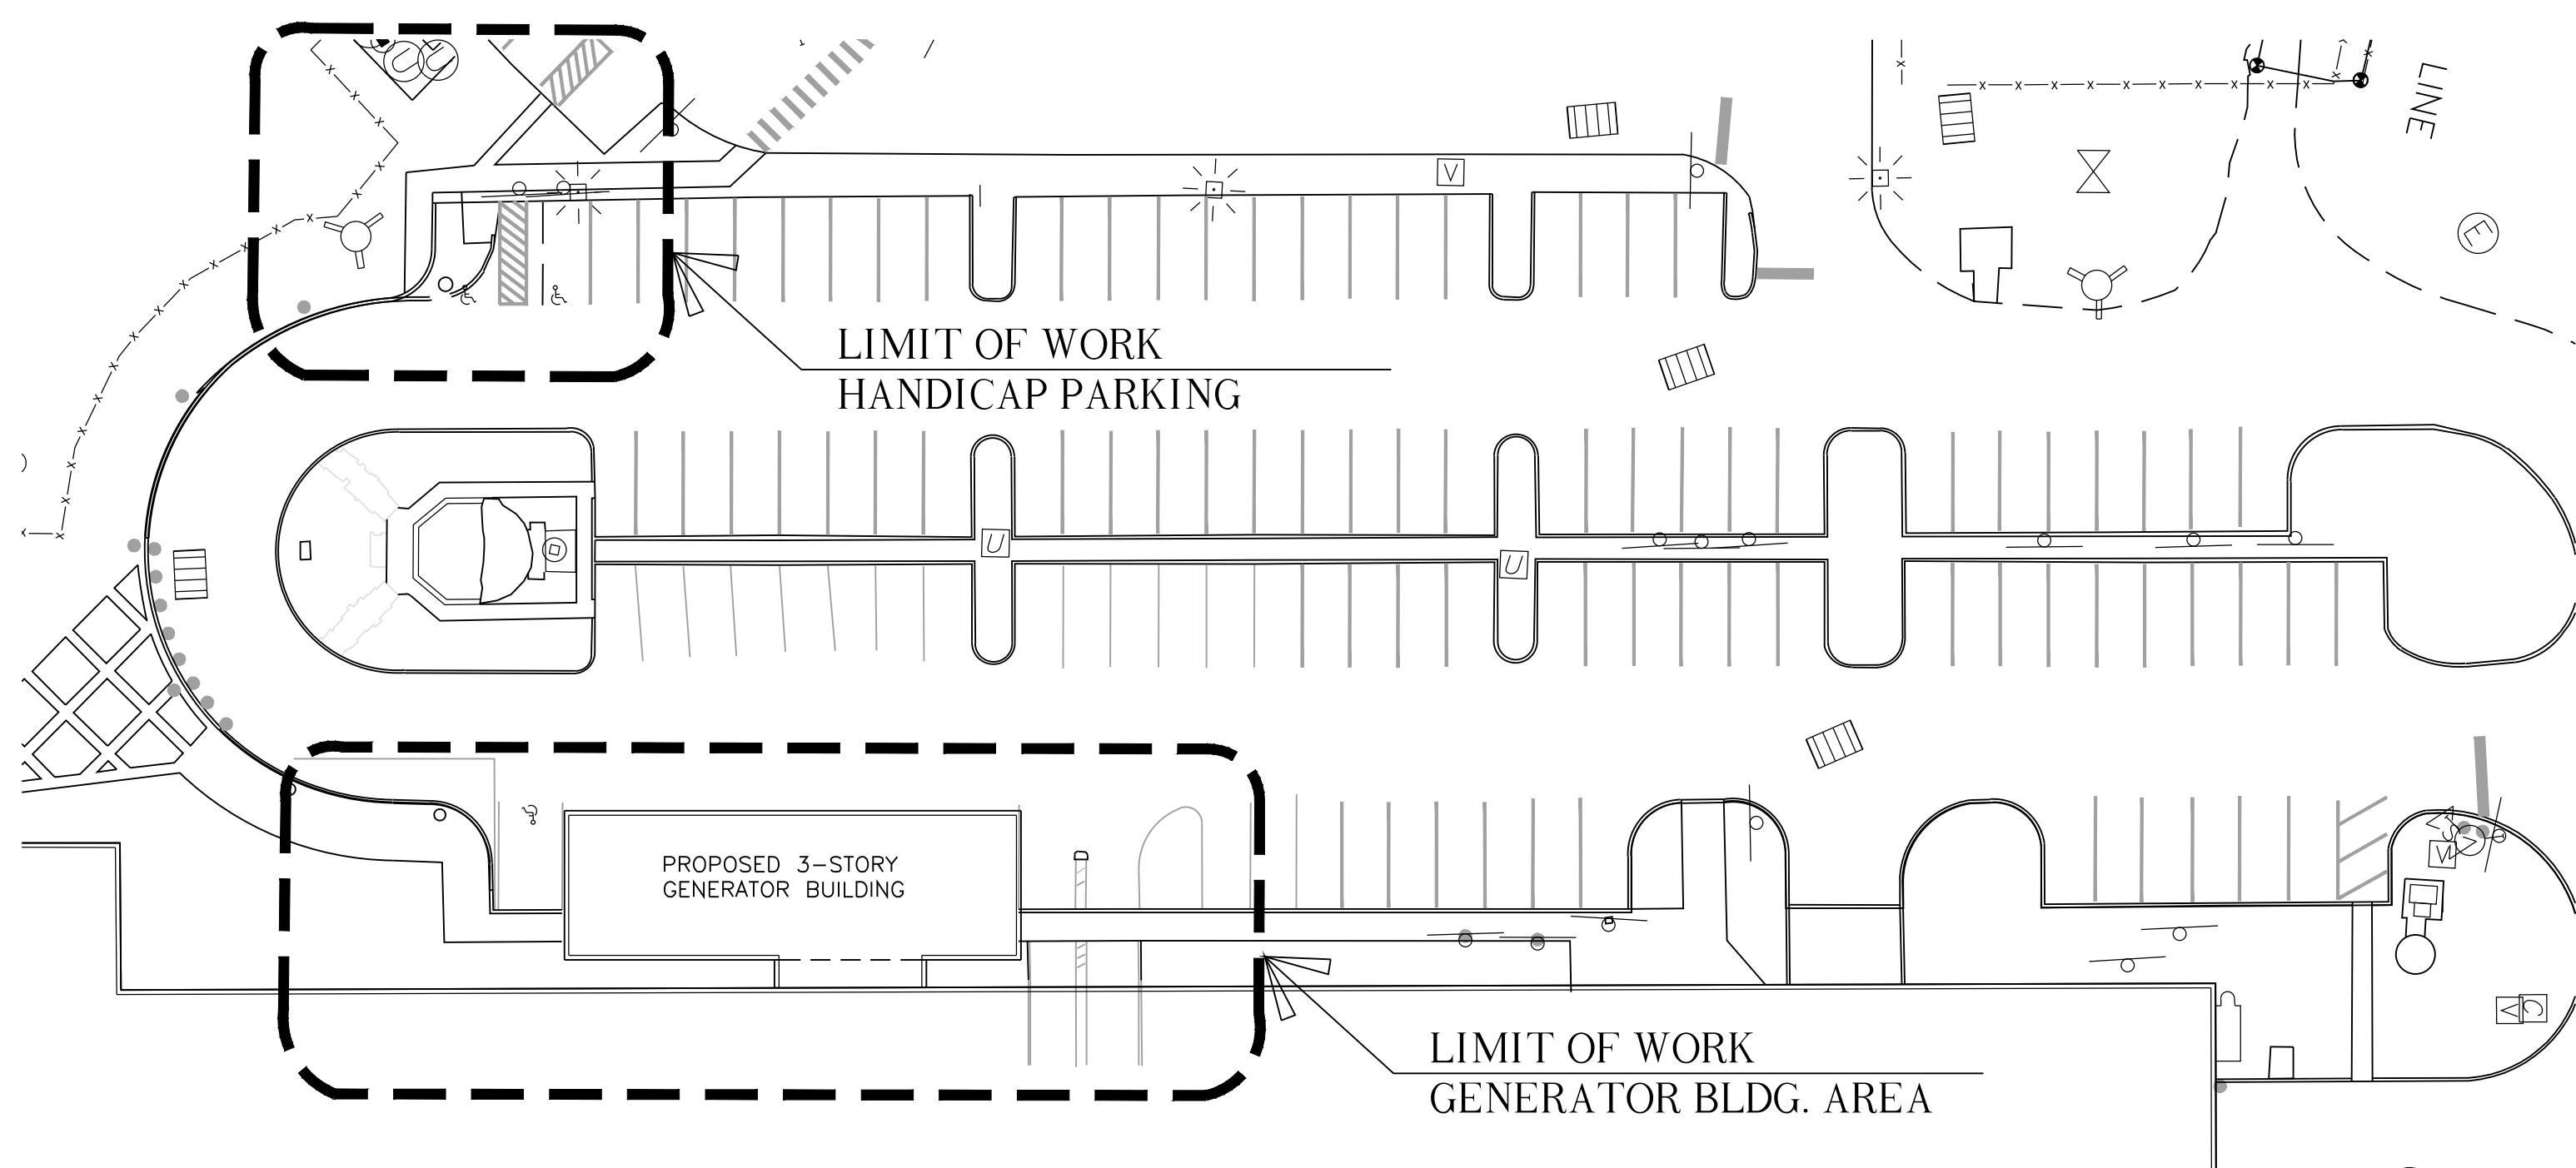 LINE
LIMIT OF WORK
HANDICAP PARKING
PROPOSED 3-STORY
GENERATOR BUILDING
LIMIT OF WORK
GENERATOR BLDG. AREA